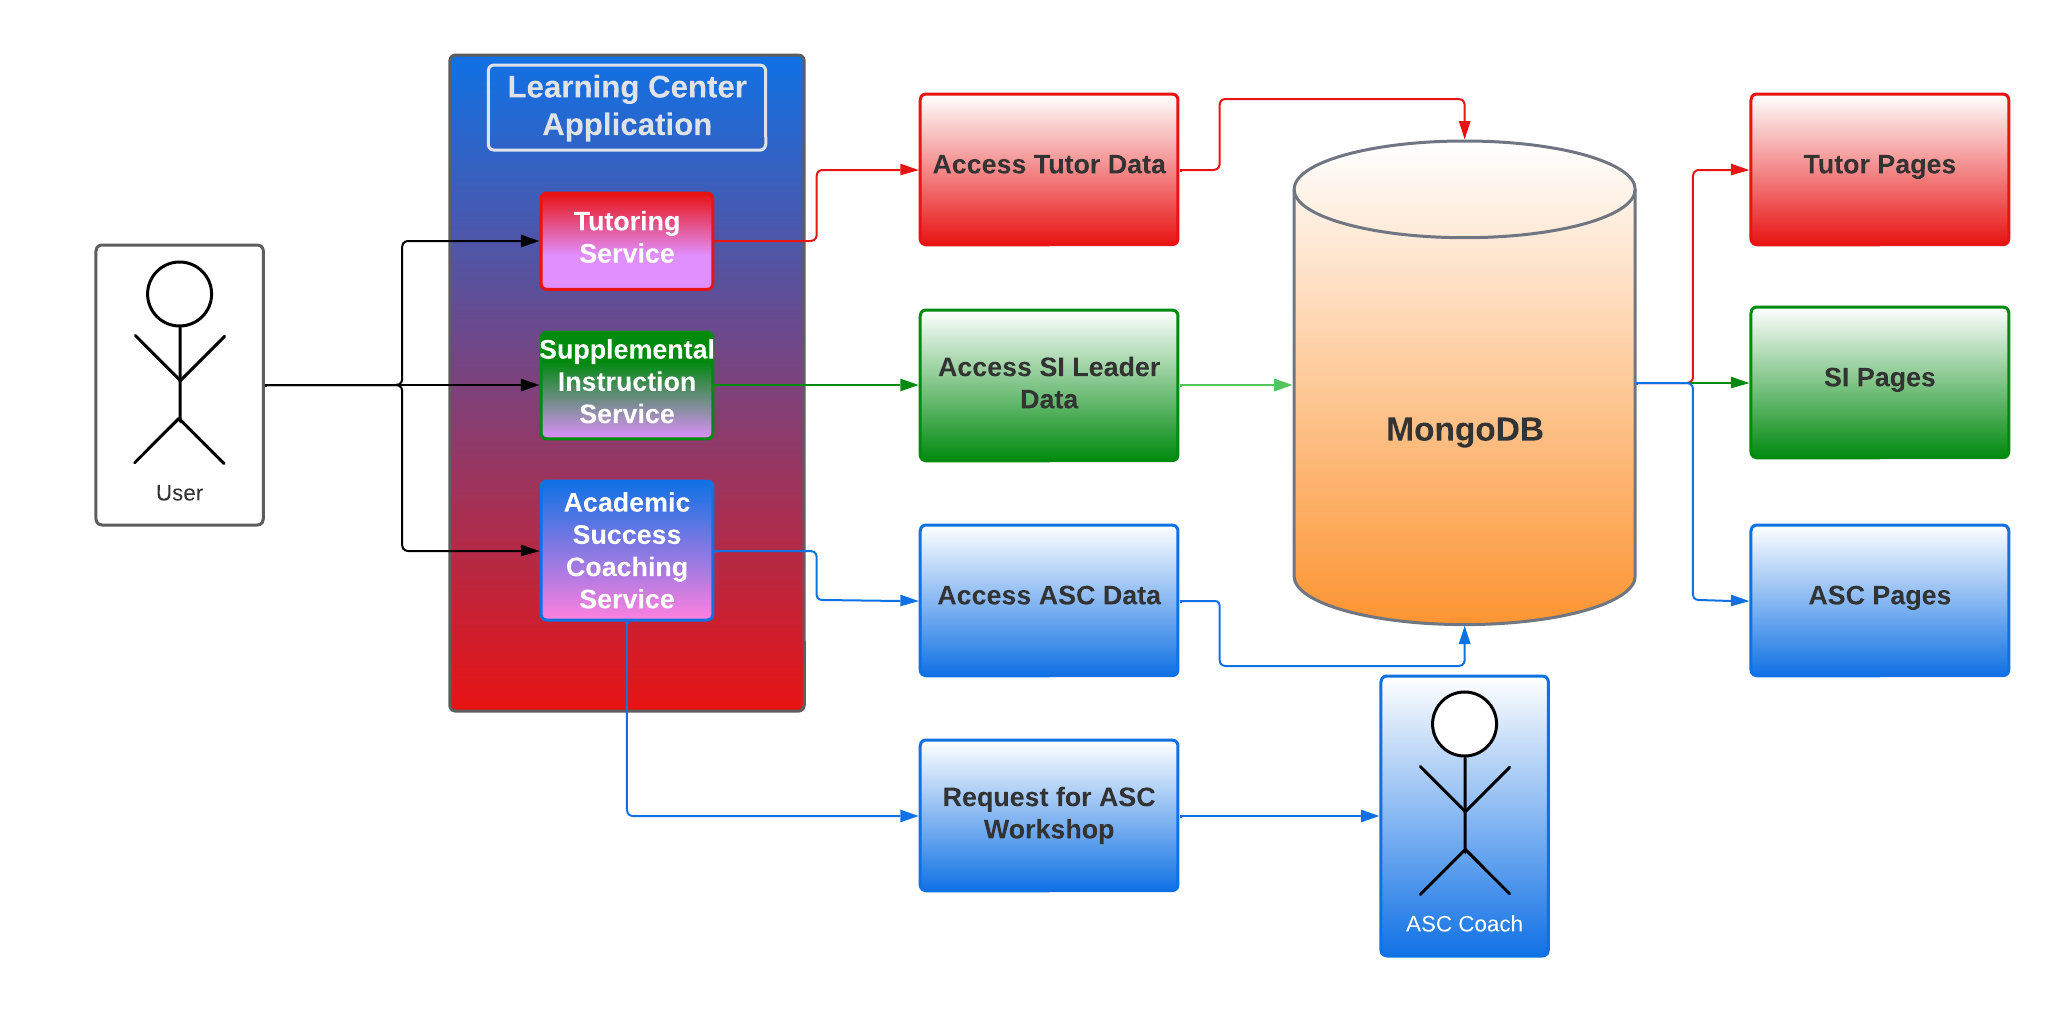 Learning Center
Application
Tutoring
Service
Supplemental
Instruction
Service
Academic
Success
Coaching
Service
User
Access Tutor Data
Access SI Leader
Data
Access ASC Data
Request for ASC
Workshop
MongoDB
ASC Coach
Tutor Pages
SI Pages
ASC Pages